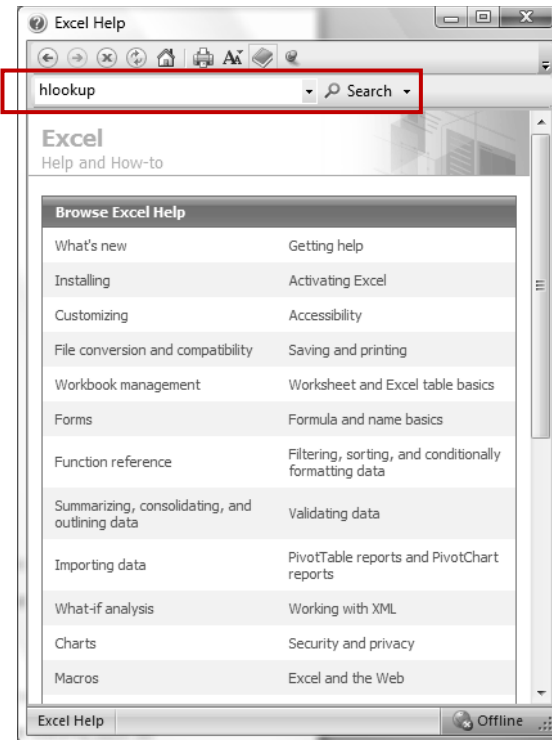 Excel Help
hlookup Search
Excel
Help and How-to
Browse Excel Help
What's new Getting help
Installing Activating Excel
Customizing Accessibility
File conversion and compatibility Saving and printing
Workbook management Worksheet and Excel table basics
Forms Formula and name basics
Function reference Filtering, sorting, and conditionally
formatting data
Summarizing, consolidating, and
outlining data Validating data
Importing data PivotTable reports and PivotChart
reports
What-if analysis Working with XML
Charts Security and privacy
Macros Excel and the Web
Excel Help Offline